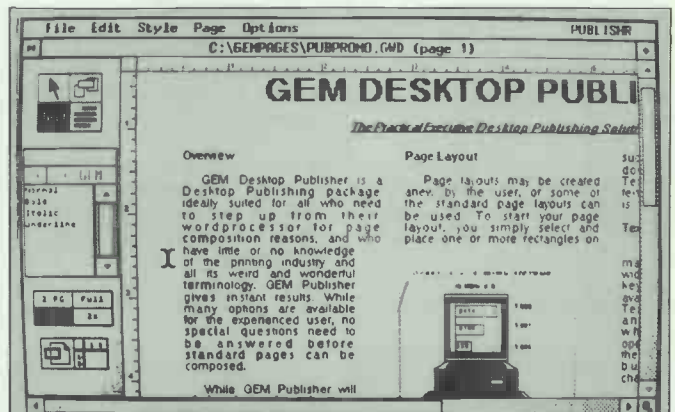 File Edit Style Page Options PUBLISHR
C:\GEMPAGES\PUBPROMO.GWD (page 1)
GEM DESKTOP PUBLI
The Practical Executive Desktop Publishing Soluti
Normal
Bold
Italic
Underline
Overview
GEM Desktop Publisher is a
Desktop Publishing package
ideally suited for all who need
to step up from their
wordprocessor for page
composition reasons, and who
have little or no knowledge
of the printing industry and
all its weird and wonderful
terminology. GEM Publisher
gives instant results. While
many options are available
for the experienced user, no
special questions need to
be answered before
standard pages can be
composed.
While GEM Publisher will
Page Layout
Page layouts may be created
anew, by the user, or some of
the standard page layouts can
be used. To start your page
layout, you simply select and
place one or more rectangles on
1 PG Full
2x